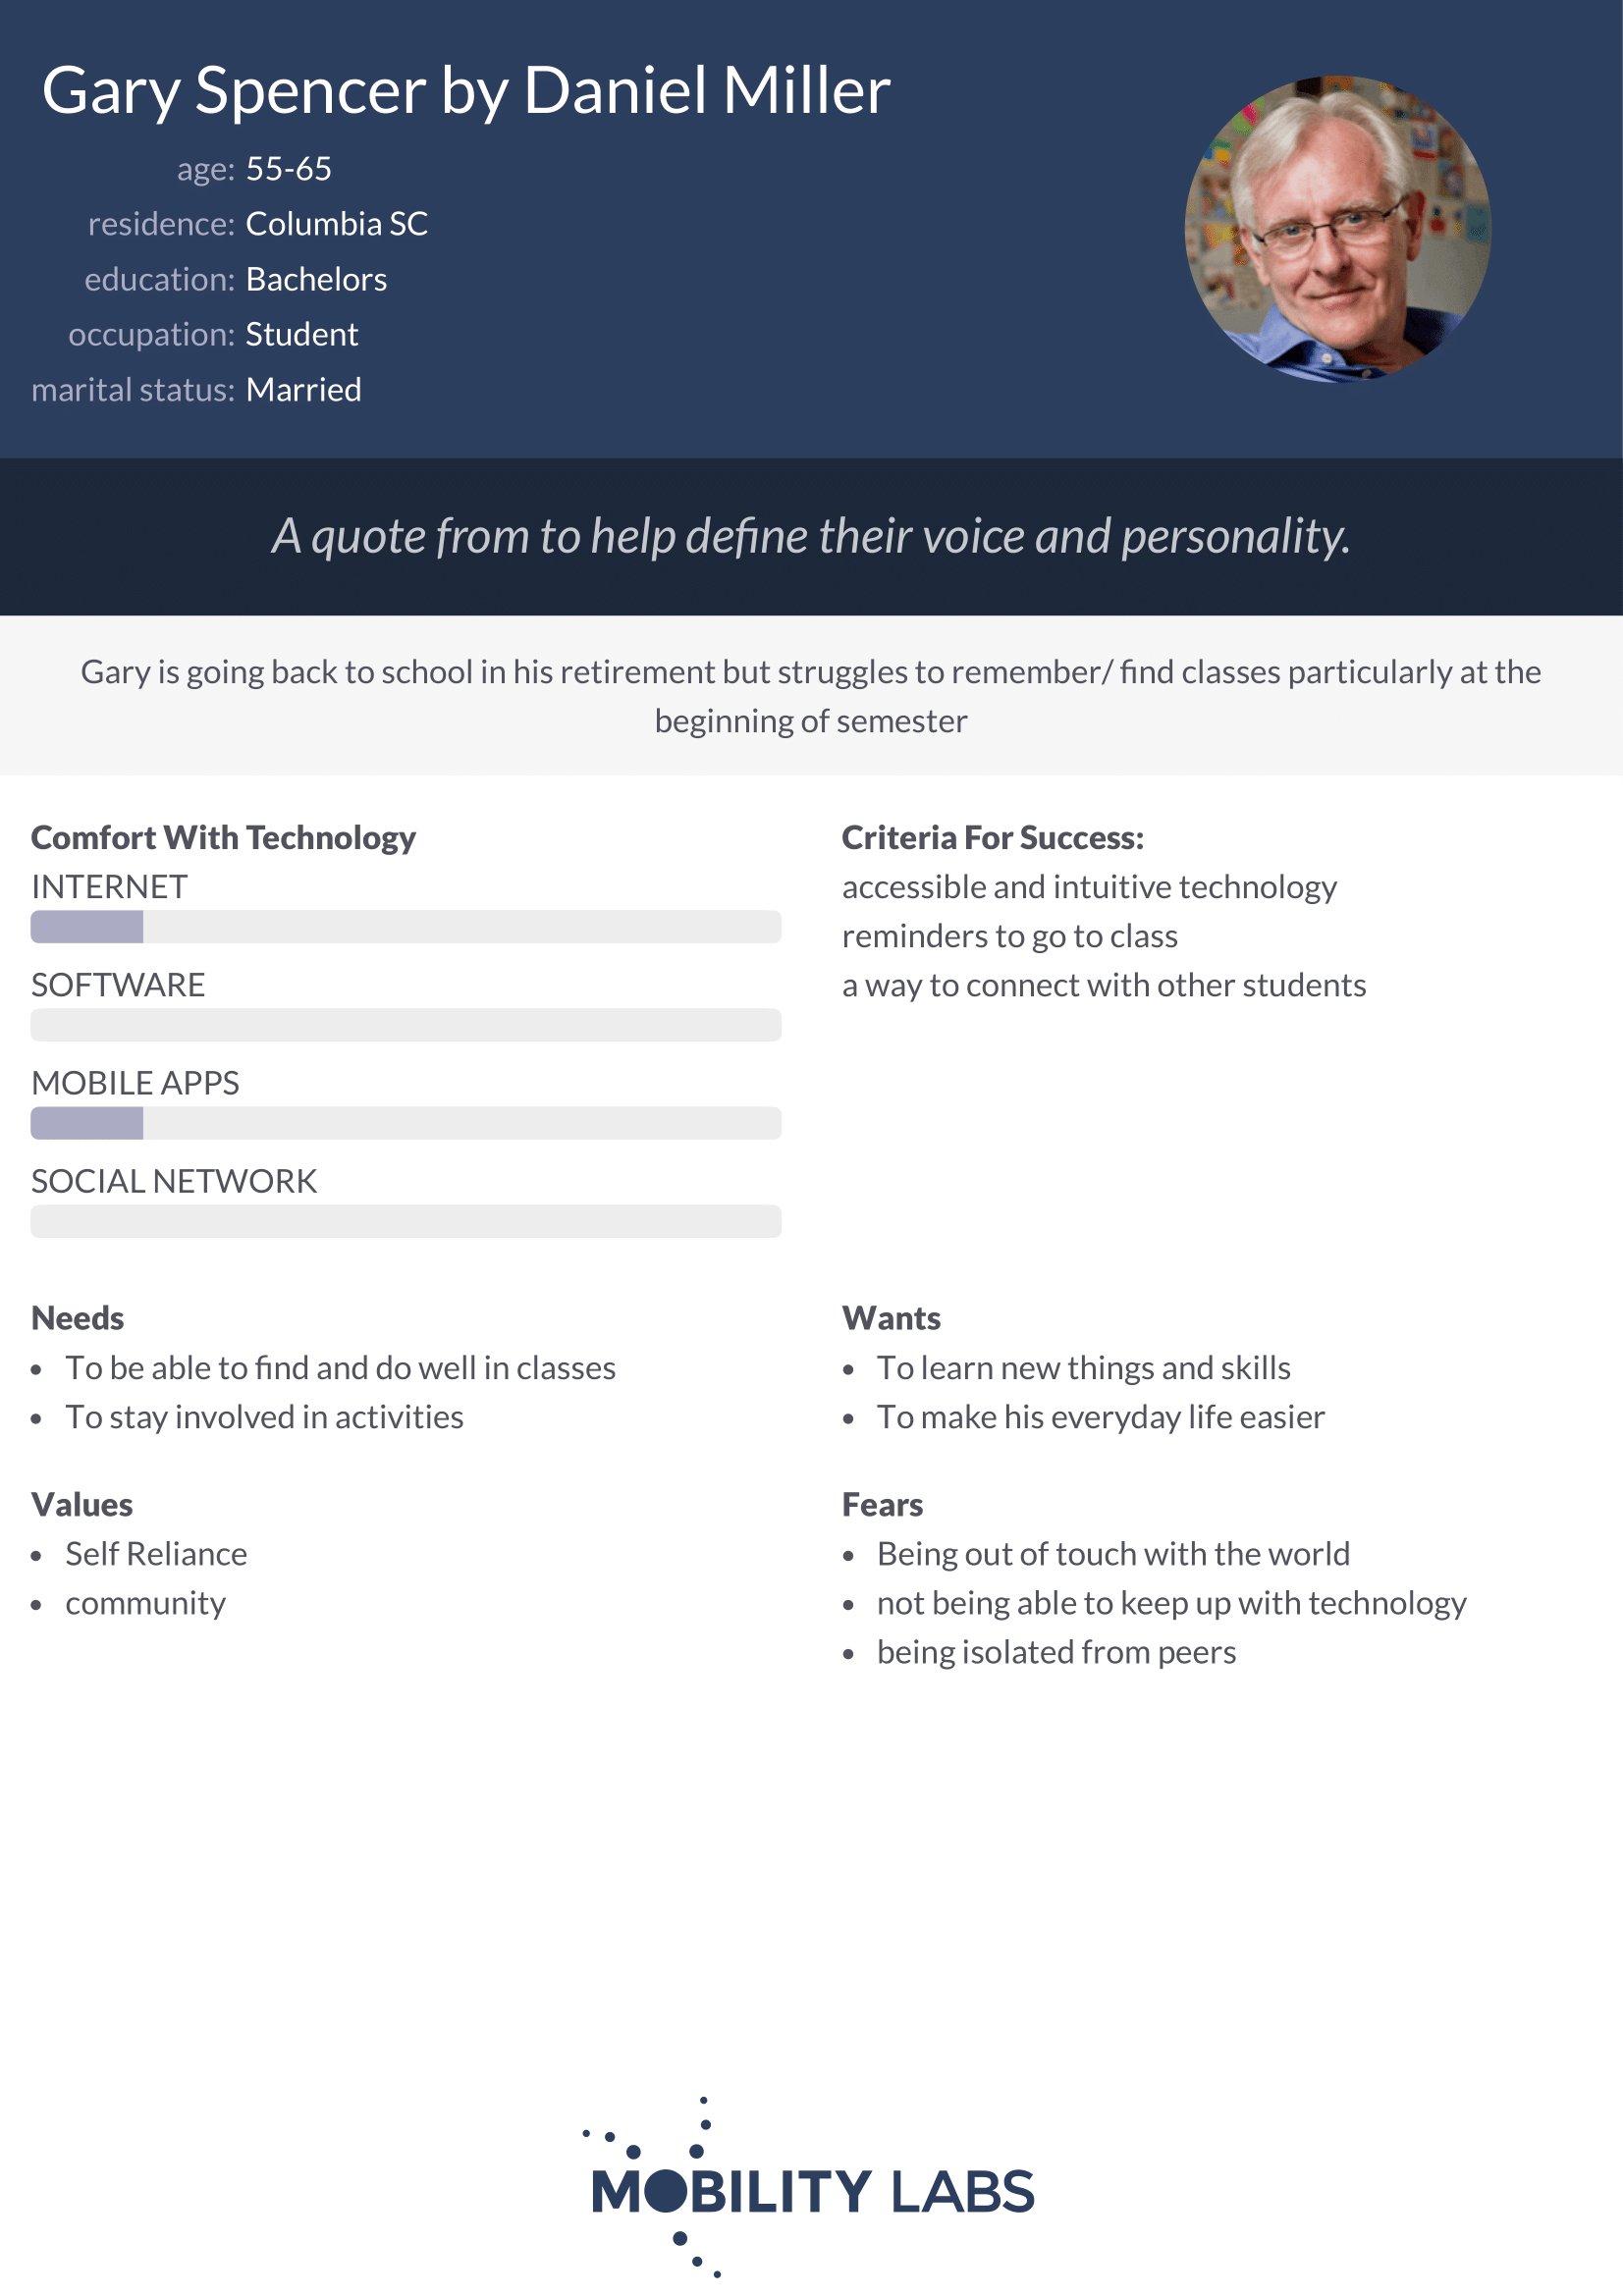 Gary Spencer by Daniel Miller
age: 55-65
residence: Columbia SC
education: Bachelors
occupation: Student
marital status: Married
A quote from to help define their voice and personality.
Gary is going back to school in his retirement but struggles to remember/ find classes particularly at the
beginning of semester
Comfort With Technology
INTERNET
SOFTWARE
MOBILE APPS
SOCIAL NETWORK
Criteria For Success:
accessible and intuitive technology
reminders to go to class
a way to connect with other students
Needs
• To be able to find and do well in classes
• To stay involved in activities
Wants
• To learn new things and skills
• To make his everyday life easier
Values
• Self Reliance
• community
Fears
• Being out of touch with the world
• not being able to keep up with technology
• being isolated from peers
MOBILITY LABS